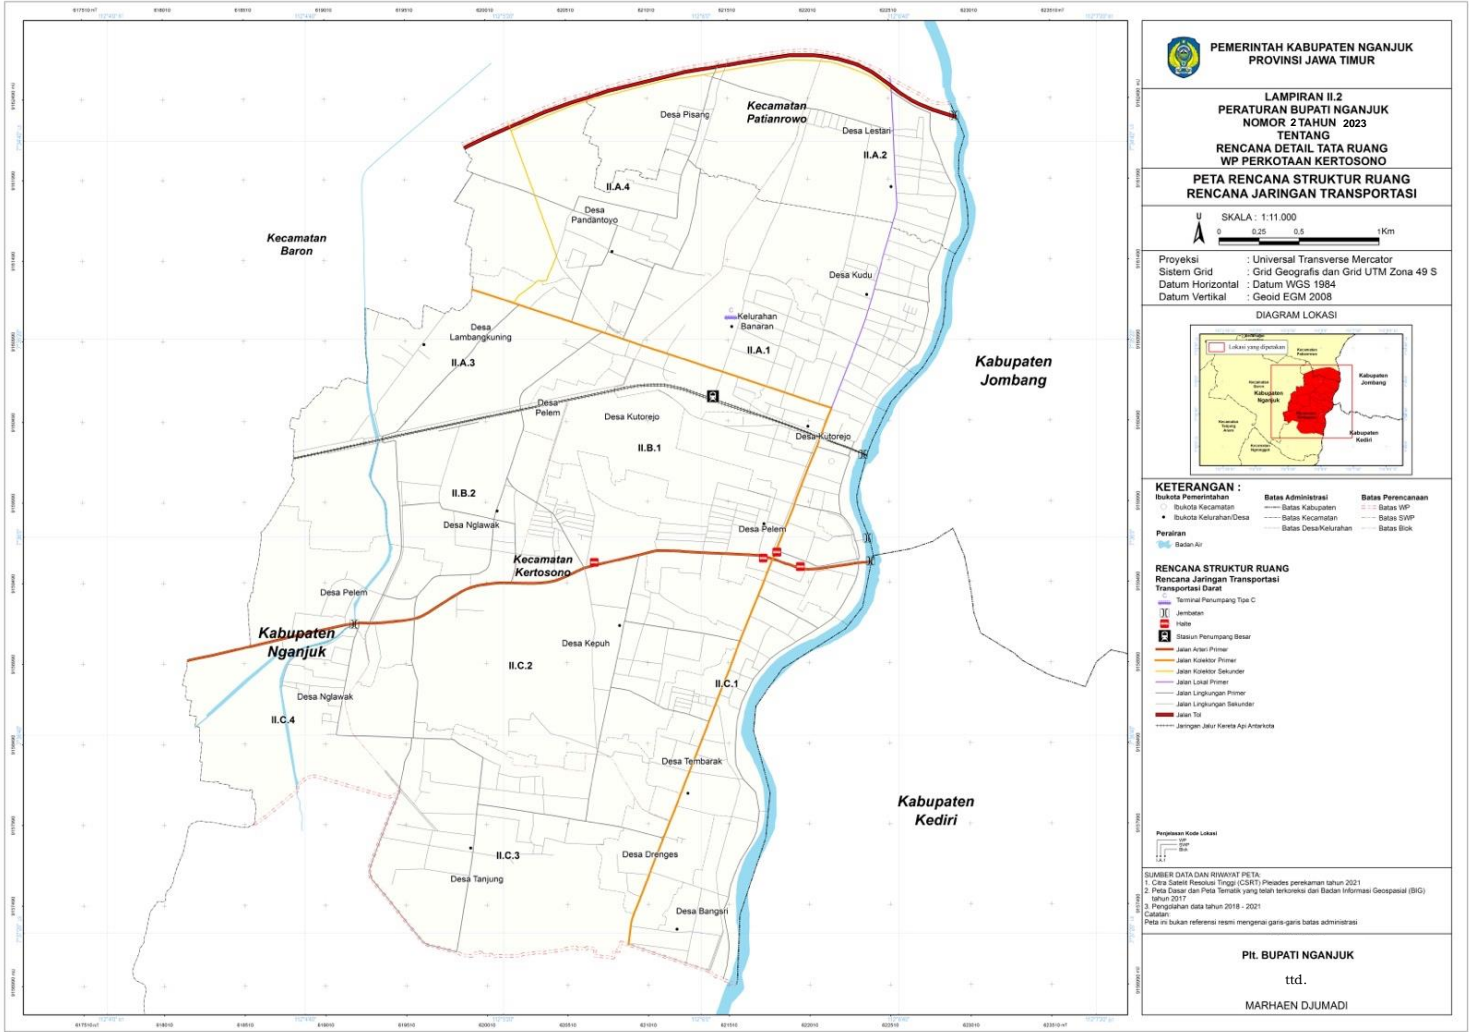 PEMERINTAH KABUPATEN NGANJUK
PROVINSI JAWA TIMUR
LAMPIRAN II.2
PERATURAN BUPATI NGANJUK
NOMOR 2 TAHUN 2023
TENTANG
RENCANA DETAIL TATA RUANG
WP PERKOTAAN KERTOSONO
PETA RENCANA STRUKTUR RUANG
RENCANA JARINGAN TRANSPORTASI
U
SKALA : 1:11.000
0 0,25 0,5 1 Km
Proyeksi : Universal Transverse Mercator
Sistem Grid : Grid Geografis dan Grid UTM Zona 49 S
Datum Horizontal : Datum WGS 1984
Datum Vertikal : Geoid EGM 2008
DIAGRAM LOKASI
Lokasi yang dipetakan
Kabupaten
Jombang
Kabupaten
Nganjuk
Kabupaten
Kediri
KETERANGAN :
Ibukota Pemerintahan
Ibukota Kecamatan
Ibukota Kelurahan/Desa
Batas Administrasi
Batas Kabupaten
Batas Kecamatan
Batas Desa/Kelurahan
Batas Perencanaan
Batas WP
Batas SWP
Batas Blok
Perairan
Badan Air
RENCANA STRUKTUR RUANG
Rencana Jaringan Transportasi
Transportasi Darat
Terminal Penumpang Tipe C
Jembatan
Halte
Stasiun Penumpang Besar
Jalan Arteri Primer
Jalan Kolektor Primer
Jalan Kolektor Sekunder
Jalan Lokal Primer
Jalan Lingkungan Primer
Jalan Lingkungan Sekunder
Jalan Tol
Jaringan Jalur Kereta Api Antarkota
Penjelasan Kode Lokasi
WP
SWP
Blok
SUMBER DATA DAN RIWAYAT PETA:
1. Citra Satelit Resolusi Tinggi (CSRT) Pleiades perekaman tahun 2021
2. Peta Dasar dan Peta Tematik yang telah terkoreksi dari Badan Informasi Geospasial (BIG)
tahun 2017
3. Pengolahan data tahun 2018 - 2021
Catatan:
Peta ini bukan referensi resmi mengenai garis-garis batas administrasi
Plt. BUPATI NGANJUK
ttd.
MARHAEN DJUMADI
Kecamatan
Patianrowo
Desa Pisang
Desa Lestari
II.A.2
II.A.4
Desa
Pandantoyo
Kecamatan
Baron
Desa Kudu
Kelurahan
Banaran
Desa
Lambangkuning
II.A.3
II.A.1
Kabupaten
Jombang
Desa
Pelem
Desa Kutorejo
Desa Kutorejo
II.B.1
II.B.2
Desa Nglawak
Desa Pelem
Kecamatan
Kertosono
Desa Pelem
Kabupaten
Nganjuk
Desa Kepuh
II.C.2
II.C.1
Desa Nglawak
II.C.4
Desa Tembarak
Kabupaten
Kediri
Desa Drenges
II.C.3
Desa Tanjung
Desa Bangsri